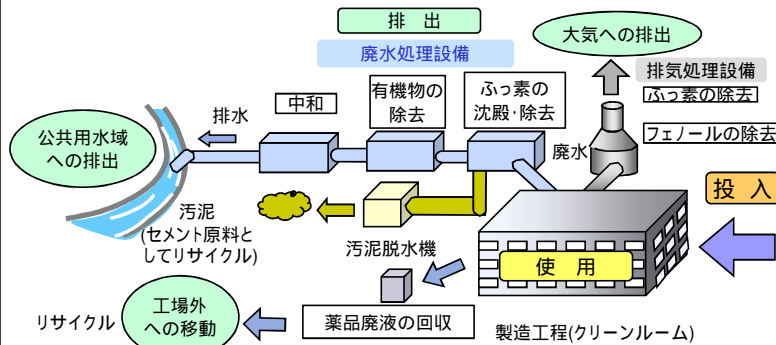 排 出
廃水処理設備
大気への排出
排気処理設備
ふっ素の除去
フェノールの除去
公共用水域
への排出
排水
中和
有機物の
除去
ふっ素の
沈殿・除去
廃水
投 入
汚泥
(セメント原料と
してリサイクル)
汚泥脱水機
使 用
リサイクル
工場外
への移動
薬品廃液の回収
製造工程(クリーンルーム)